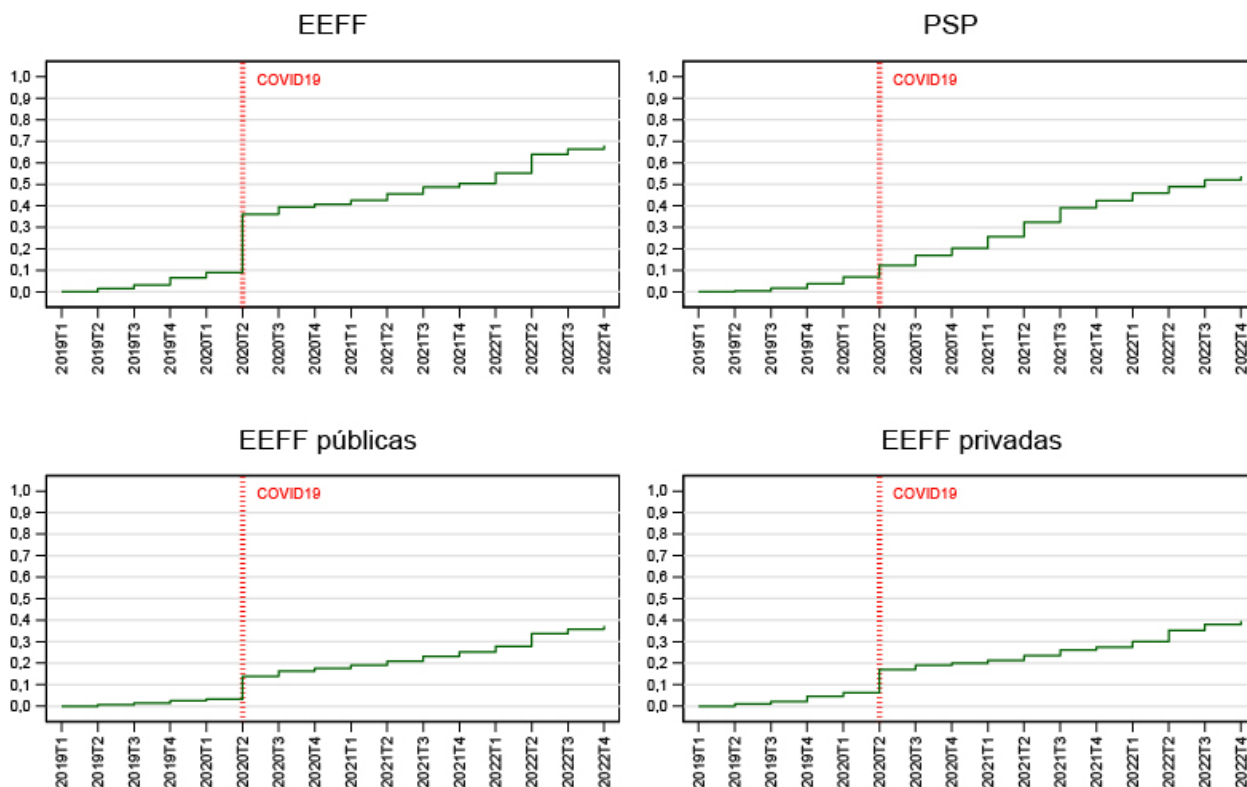 EEFF
PSP
COVID19
1,0
0,9
0,8
0,7
0,6
0,5
0,4
0,3
0,2
0,1
0,0
2019T1
2019T2
2019T3
2019T4
2020T1
2020T2
2020T3
2020T4
2021T1
2021T2
2021T3
2021T4
2022T1
2022T2
2022T3
2022T4
COVID19
1,0
0,9
0,8
0,7
0,6
0,5
0,4
0,3
0,2
0,1
0,0
2019T1
2019T2
2019T3
2019T4
2020T1
2020T2
2020T3
2020T4
2021T1
2021T2
2021T3
2021T4
2022T1
2022T2
2022T3
2022T4
EEFF públicas
EEFF privadas
COVID19
1,0
0,9
0,8
0,7
0,6
0,5
0,4
0,3
0,2
0,1
0,0
2019T1
2019T2
2019T3
2019T4
2020T1
2020T2
2020T3
2020T4
2021T1
2021T2
2021T3
2021T4
2022T1
2022T2
2022T3
2022T4
COVID19
1,0
0,9
0,8
0,7
0,6
0,5
0,4
0,3
0,2
0,1
0,0
2019T1
2019T2
2019T3
2019T4
2020T1
2020T2
2020T3
2020T4
2021T1
2021T2
2021T3
2021T4
2022T1
2022T2
2022T3
2022T4